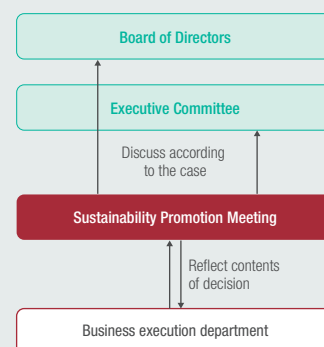 Board of Directors
Executive Committee
Discuss according
to the case
Sustainability Promotion Meeting
Reflect contents
of decision
Business execution department